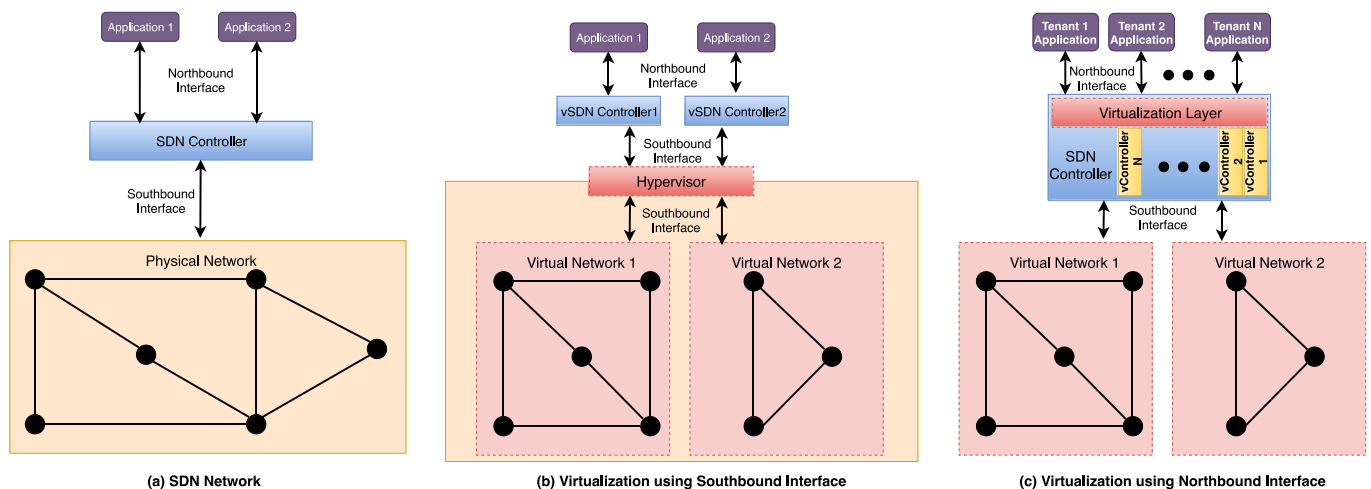 Application 1
Application 2
Northbound
Interface
SDN Controller
Southbound
Interface
Physical Network
(a) SDN Network
Application 1
Application 2
Northbound
Interface
vSDN Controller1
vSDN Controller2
Southbound
Interface
Hypervisor
Southbound
Interface
Virtual Network 1
Virtual Network 2
(b) Virtualization using Southbound Interface
Tenant 1
Application
Tenant 2
Application
Tenant N
Application
Northbound
Interface
Virtualization Layer
SDN
Controller
vController
N
vController
2
vController
1
Southbound
Interface
Virtual Network 1
Virtual Network 2
(c) Virtualization using Northbound Interface